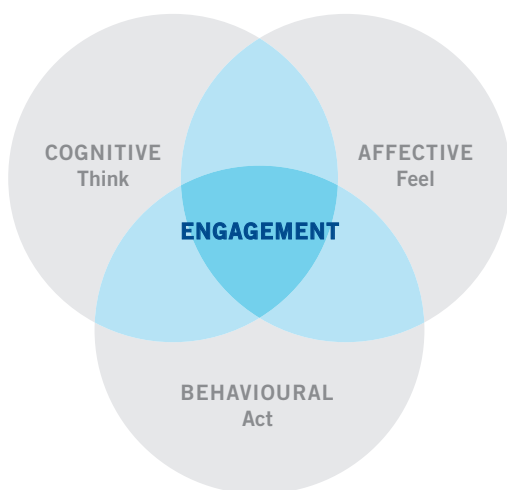 COGNITIVE
Think
AFFECTIVE
Feel
ENGAGEMENT
BEHAVIOURAL
Act